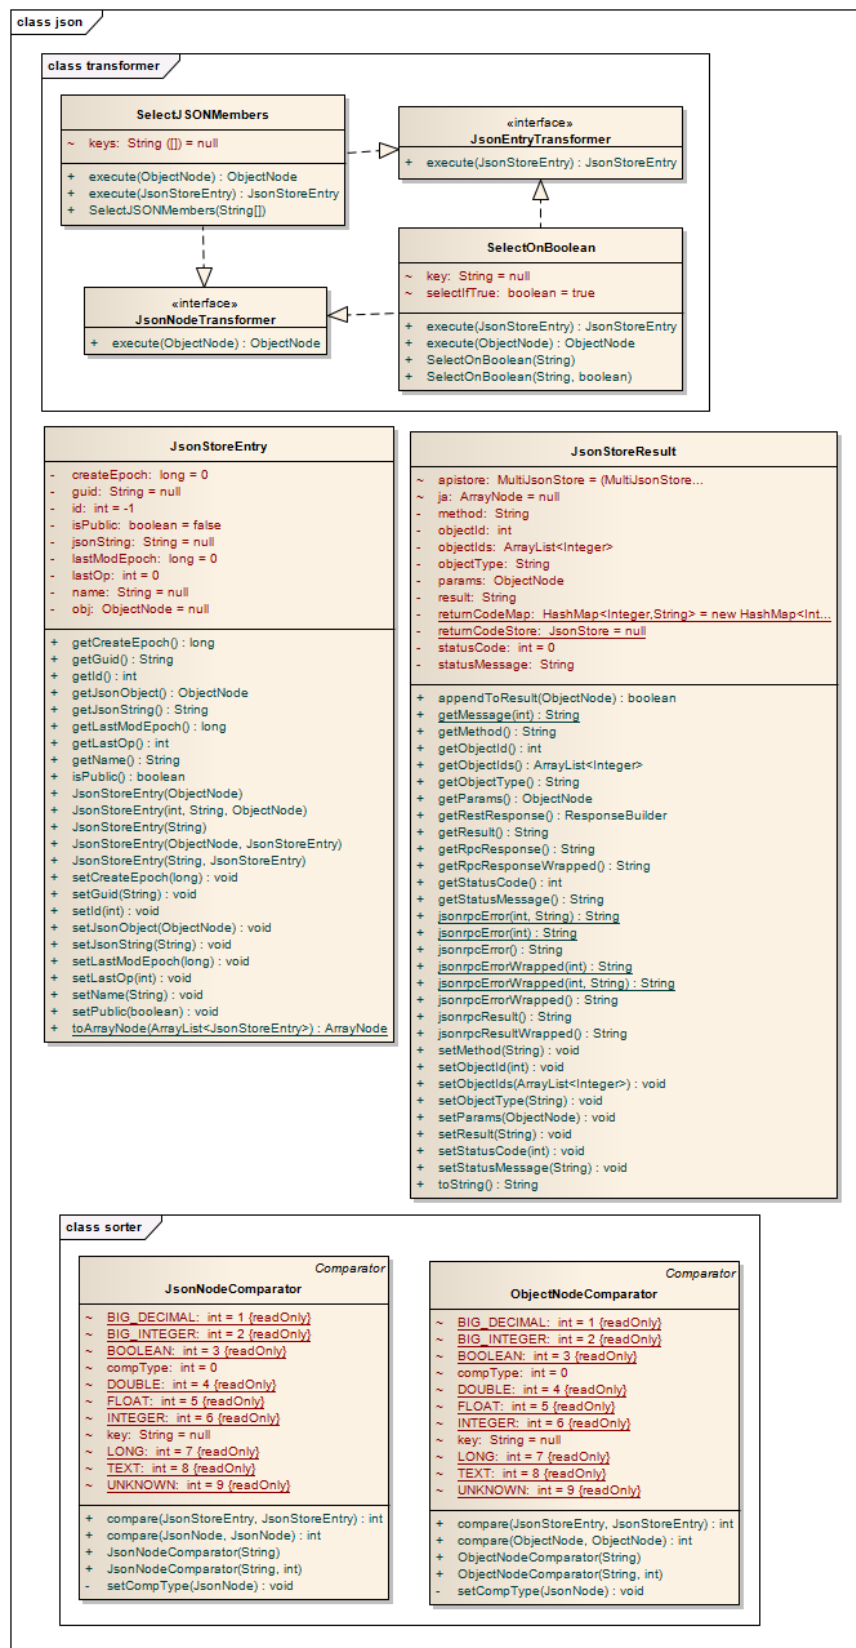 class json
class transformer
SelectJSONMembers
~ keys: String ([]) = null
+ execute(ObjectNode) : ObjectNode
+ execute(JsonStoreEntry) : JsonStoreEntry
+ SelectJSONMembers(String[])
«interface»
JsonEntryTransformer
+ execute(JsonStoreEntry) : JsonStoreEntry
«interface»
JsonNodeTransformer
+ execute(ObjectNode) : ObjectNode
SelectOnBoolean
~ key: String = null
~ selectIfTrue: boolean = true
+ execute(JsonStoreEntry) : JsonStoreEntry
+ execute(ObjectNode) : ObjectNode
+ SelectOnBoolean(String)
+ SelectOnBoolean(String, boolean)
JsonStoreEntry
- createEpoch: long = 0
- guid: String = null
- id: int = -1
- isPublic: boolean = false
- jsonString: String = null
- lastModEpoch: long = 0
- lastOp: int = 0
- name: String = null
- obj: ObjectNode = null
+ getCreateEpoch() : long
+ getGuid() : String
+ getId() : int
+ getJsonObject() : ObjectNode
+ getJsonString() : String
+ getLastModEpoch() : long
+ getLastOp() : int
+ getName() : String
+ isPublic() : boolean
+ JsonStoreEntry(ObjectNode)
+ JsonStoreEntry(int, String, ObjectNode)
+ JsonStoreEntry(String)
+ JsonStoreEntry(ObjectNode, JsonStoreEntry)
+ JsonStoreEntry(String, JsonStoreEntry)
+ setCreateEpoch(long) : void
+ setGuid(String) : void
+ setId(int) : void
+ setJsonObject(ObjectNode) : void
+ setJsonString(String) : void
+ setLastModEpoch(long) : void
+ setLastOp(int) : void
+ setName(String) : void
+ setPublic(boolean) : void
+ toArrayNode(ArrayList<JsonStoreEntry>) : ArrayNode
JsonStoreResult
~ apistore: MultiJsonStore = (MultiJsonStore...
~ ja: ArrayNode = null
- method: String
- objectId: int
- objectIds: ArrayList<Integer>
- objectType: String
- params: ObjectNode
- result: String
- returnCodeMap: HashMap<Integer,String> = new HashMap<Int...
- returnCodeStore: JsonStore = null
- statusCode: int = 0
- statusMessage: String
+ appendToResult(ObjectNode) : boolean
+ getMessage(int) : String
+ getMethod() : String
+ getObjectId() : int
+ getObjectIds() : ArrayList<Integer>
+ getObjectType() : String
+ getParams() : ObjectNode
+ getRestResponse() : ResponseBuilder
+ getResult() : String
+ getRpcResponse() : String
+ getRpcResponseWrapped() : String
+ getStatusCode() : int
+ getStatusMessage() : String
+ jsonrpcError(int, String) : String
+ jsonrpcError(int) : String
+ jsonrpcError() : String
+ jsonrpcErrorWrapped(int) : String
+ jsonrpcErrorWrapped(int, String) : String
+ jsonrpcErrorWrapped() : String
+ jsonrpcResult() : String
+ jsonrpcResultWrapped() : String
+ setMethod(String) : void
+ setObjectId(int) : void
+ setObjectIds(ArrayList<Integer>) : void
+ setObjectType(String) : void
+ setParams(ObjectNode) : void
+ setResult(String) : void
+ setStatusCode(int) : void
+ setStatusMessage(String) : void
+ toString() : String
class sorter
Comparator
JsonNodeComparator
~ BIG_DECIMAL: int = 1 {readOnly}
~ BIG_INTEGER: int = 2 {readOnly}
~ BOOLEAN: int = 3 {readOnly}
~ compType: int = 0
~ DOUBLE: int = 4 {readOnly}
~ FLOAT: int = 5 {readOnly}
~ INTEGER: int = 6 {readOnly}
~ key: String = null
~ LONG: int = 7 {readOnly}
~ TEXT: int = 8 {readOnly}
~ UNKNOWN: int = 9 {readOnly}
+ compare(JsonStoreEntry, JsonStoreEntry) : int
+ compare(JsonNode, JsonNode) : int
+ JsonNodeComparator(String)
+ JsonNodeComparator(String, int)
- setCompType(JsonNode) : void
Comparator
ObjectNodeComparator
~ BIG_DECIMAL: int = 1 {readOnly}
~ BIG_INTEGER: int = 2 {readOnly}
~ BOOLEAN: int = 3 {readOnly}
~ compType: int = 0
~ DOUBLE: int = 4 {readOnly}
~ FLOAT: int = 5 {readOnly}
~ INTEGER: int = 6 {readOnly}
~ key: String = null
~ LONG: int = 7 {readOnly}
~ TEXT: int = 8 {readOnly}
~ UNKNOWN: int = 9 {readOnly}
+ compare(JsonStoreEntry, JsonStoreEntry) : int
+ compare(ObjectNode, ObjectNode) : int
+ ObjectNodeComparator(String)
+ ObjectNodeComparator(String, int)
- setCompType(JsonNode) : void